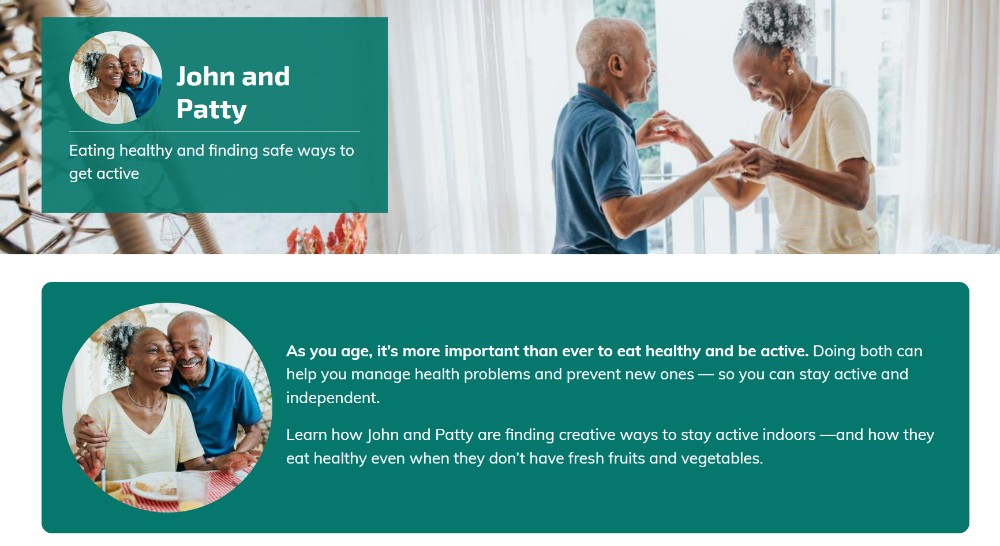 John and
Patty
Eating healthy and finding safe ways to
get active
As you age, it’s more important than ever to eat healthy and be active. Doing both can
help you manage health problems and prevent new ones — so you can stay active and
independent.
Learn how John and Patty are finding creative ways to stay active indoors —and how they
eat healthy even when they don’t have fresh fruits and vegetables.